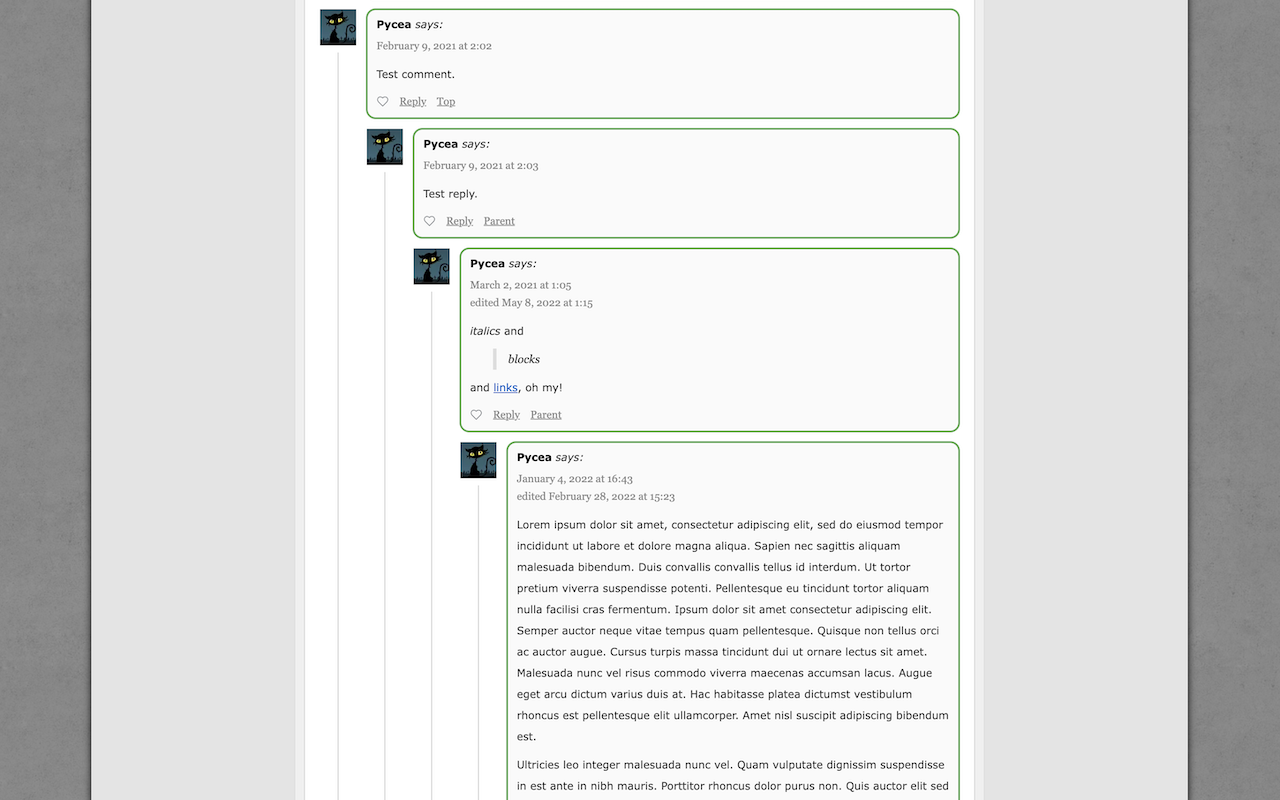 Pycea says:
February 9, 2021 at 2:02
Test comment.
Reply Top
Pycea says:
February 9, 2021 at 2:03
Test reply.
Reply Parent
Pycea says:
March 2, 2021 at 1:05
edited May 8, 2022 at 1:15
italics and
blocks
and links, oh my!
Reply Parent
Pycea says:
January 4, 2022 at 16:43
edited February 28, 2022 at 15:23
Lorem ipsum dolor sit amet, consectetur adipiscing elit, sed do eiusmod tempor
incididunt ut labore et dolore magna aliqua. Sapien nec sagittis aliquam
malesuada bibendum. Duis convallis convallis tellus id interdum. Ut tortor
pretium viverra suspendisse potenti. Pellentesque eu tincidunt tortor aliquam
nulla facilisi cras fermentum. Ipsum dolor sit amet consectetur adipiscing elit.
Semper auctor neque vitae tempus quam pellentesque. Quisque non tellus orci
ac auctor augue. Cursus turpis massa tincidunt dui ut ornare lectus sit amet.
Malesuada nunc vel risus commodo viverra maecenas accumsan lacus. Augue
eget arcu dictum varius duis at. Hac habitasse platea dictumst vestibulum
rhoncus est pellentesque elit ullamcorper. Amet nisl suscipit adipiscing bibendum
est.
Ultricies leo integer malesuada nunc vel. Quam vulputate dignissim suspendisse
in est ante in nibh mauris. Porttitor rhoncus dolor purus non. Quis auctor elit sed